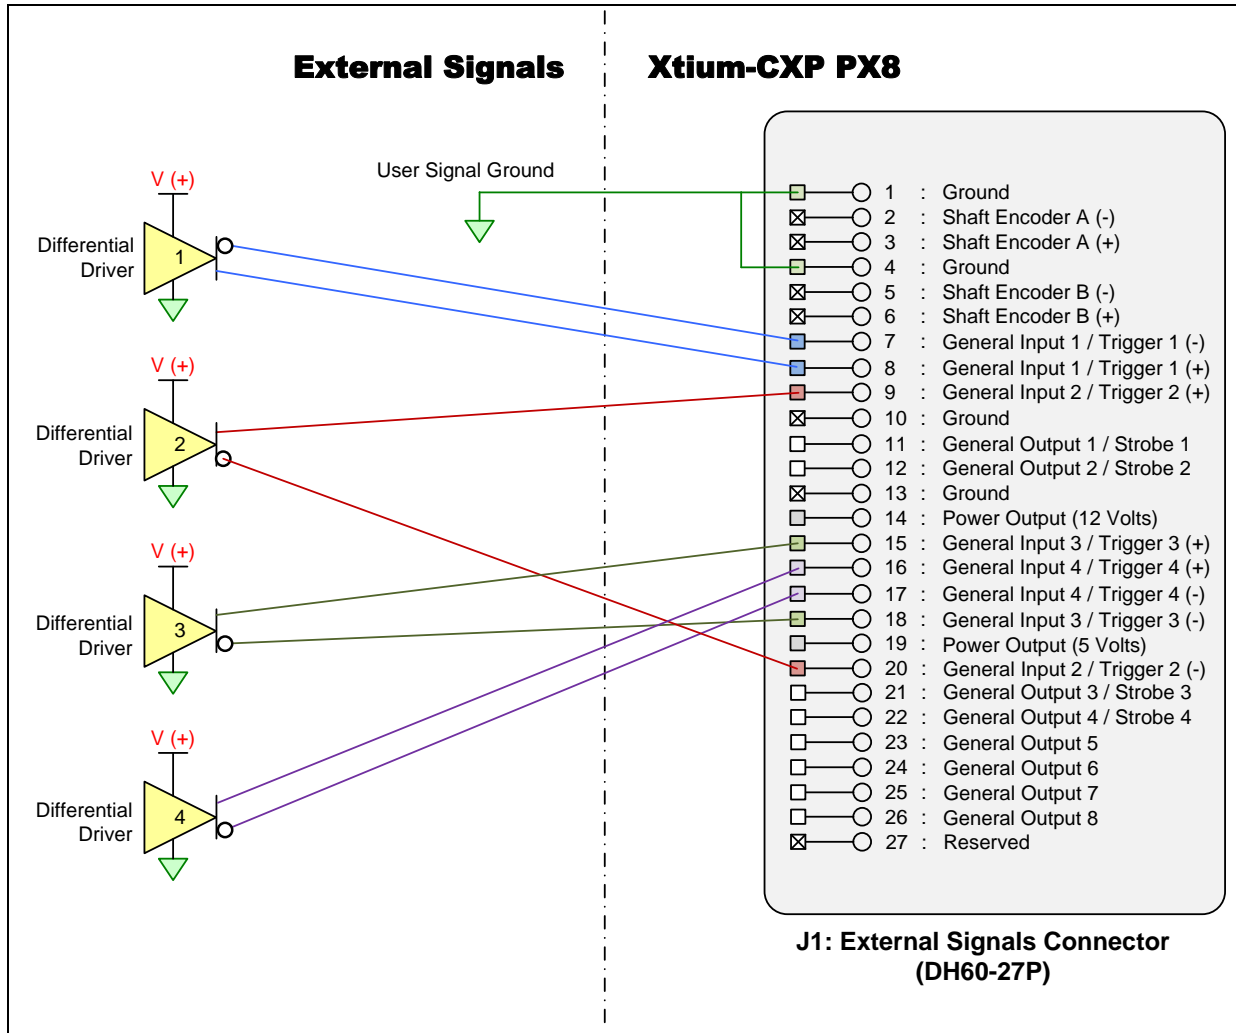 External Signals
Xtium-CXP PX8
User Signal Ground
V (+)
Differential
Driver
1
V (+)
Differential
Driver
2
V (+)
Differential
Driver
3
V (+)
Differential
Driver
4
1 : Ground
2 : Shaft Encoder A (-)
3 : Shaft Encoder A (+)
4 : Ground
5 : Shaft Encoder B (-)
6 : Shaft Encoder B (+)
7 : General Input 1 / Trigger 1 (-)
8 : General Input 1 / Trigger 1 (+)
9 : General Input 2 / Trigger 2 (+)
10 : Ground
11 : General Output 1 / Strobe 1
12 : General Output 2 / Strobe 2
13 : Ground
14 : Power Output (12 Volts)
15 : General Input 3 / Trigger 3 (+)
16 : General Input 4 / Trigger 4 (+)
17 : General Input 4 / Trigger 4 (-)
18 : General Input 3 / Trigger 3 (-)
19 : Power Output (5 Volts)
20 : General Input 2 / Trigger 2 (-)
21 : General Output 3 / Strobe 3
22 : General Output 4 / Strobe 4
23 : General Output 5
24 : General Output 6
25 : General Output 7
26 : General Output 8
27 : Reserved
J1: External Signals Connector
(DH60-27P)